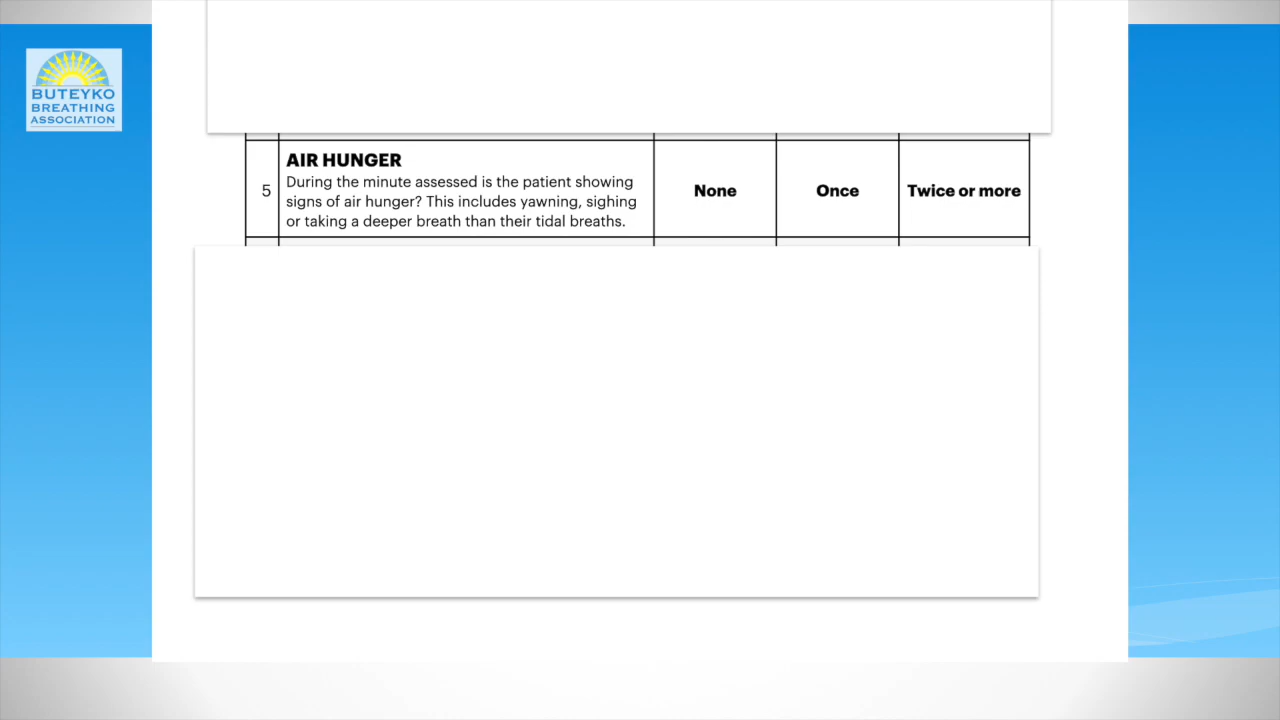 BUTEYKO
BREATHING
ASSOCIATION
AIR HUNGER
5
During the minute assessed is the patient showing
signs of air hunger? This includes yawning, sighing
or taking a deeper breath than their tidal breaths.
None
Once
Twice or more